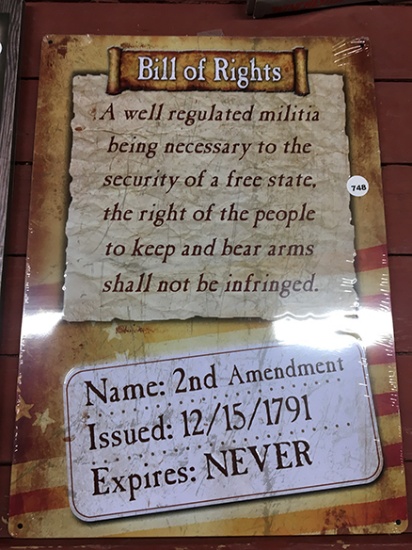 Bill of Rights
A well regulated militia
being necessary to the
security of a free state,
the right of the people
to keep and bear arms
shall not be infringed.
748
Name: 2nd Amendment
Issued: 12/15/1791
Expires: NEVER